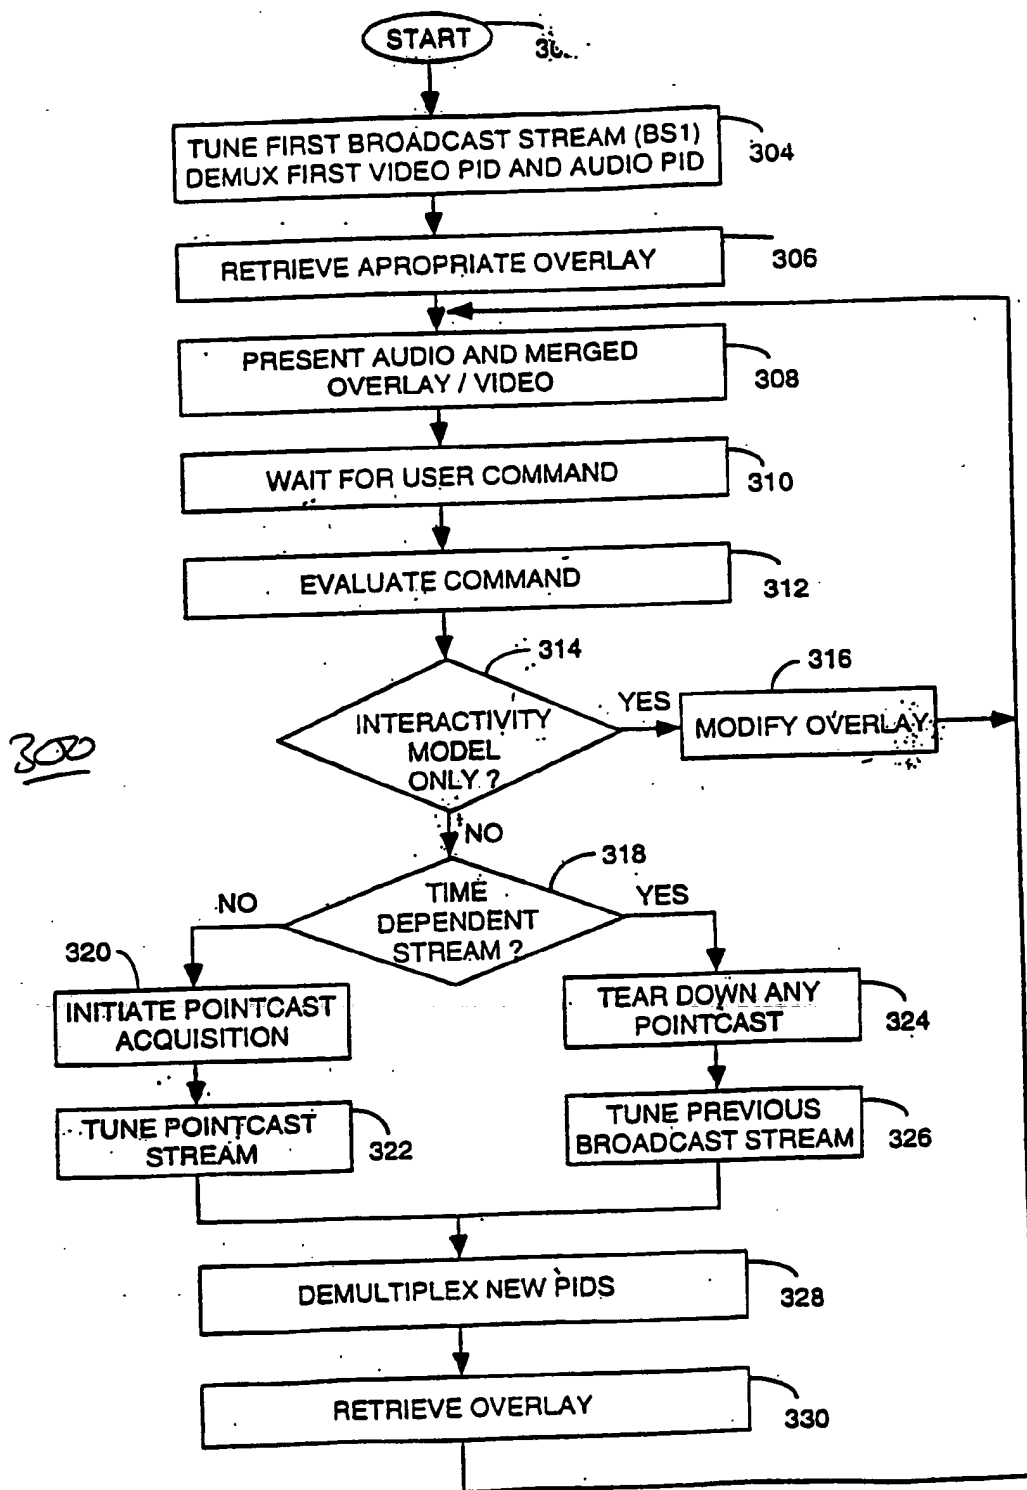 START
TUNE FIRST BROADCAST STREAM (BS1)
DEMUX FIRST VIDEO PID AND AUDIO PID
304
RETRIEVE APROPRIATE OVERLAY
306
PRESENT AUDIO AND MERGED
OVERLAY / VIDEO
308
WAIT FOR USER COMMAND
310
EVALUATE COMMAND
312
314
INTERACTIVITY
MODEL
ONLY ?
YES
316
MODIFY OVERLAY
300
NO
318
TIME
DEPENDENT
STREAM ?
NO
YES
320
INITIATE POINTCAST
ACQUISITION
TEAR DOWN ANY
POINTCAST
324
TUNE POINTCAST
STREAM
322
TUNE PREVIOUS
BROADCAST STREAM
326
DEMULTIPLEX NEW PIDS
328
RETRIEVE OVERLAY
330